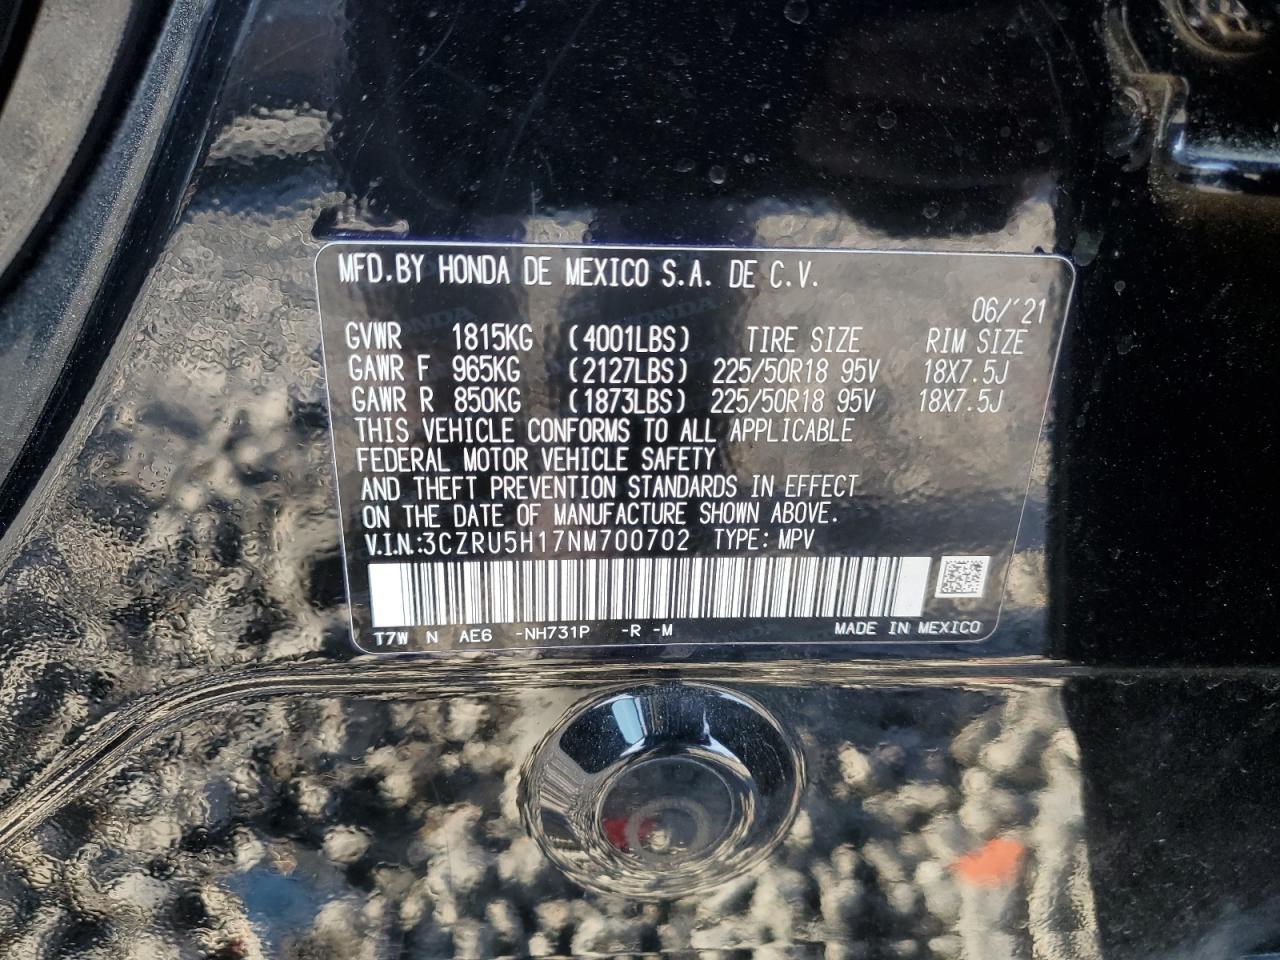 MFD.BY HONDA DE MEXICO S.A. DE C.V.
06/'21
GVWR 1815KG (4001LBS) TIRE SIZE RIM SIZE
GAWR F 965KG (2127LBS) 225/50R18 95V 18X7.5J
GAWR R 850KG (1873LBS) 225/50R18 95V 18X7.5J
THIS VEHICLE CONFORMS TO ALL APPLICABLE
FEDERAL MOTOR VEHICLE SAFETY
AND THEFT PREVENTION STANDARDS IN EFFECT
ON THE DATE OF MANUFACTURE SHOWN ABOVE.
V.I.N.:3CZRU5H17NM700702 TYPE: MPV
T7W N AE6 -NH731P -R -M MADE IN MEXICO